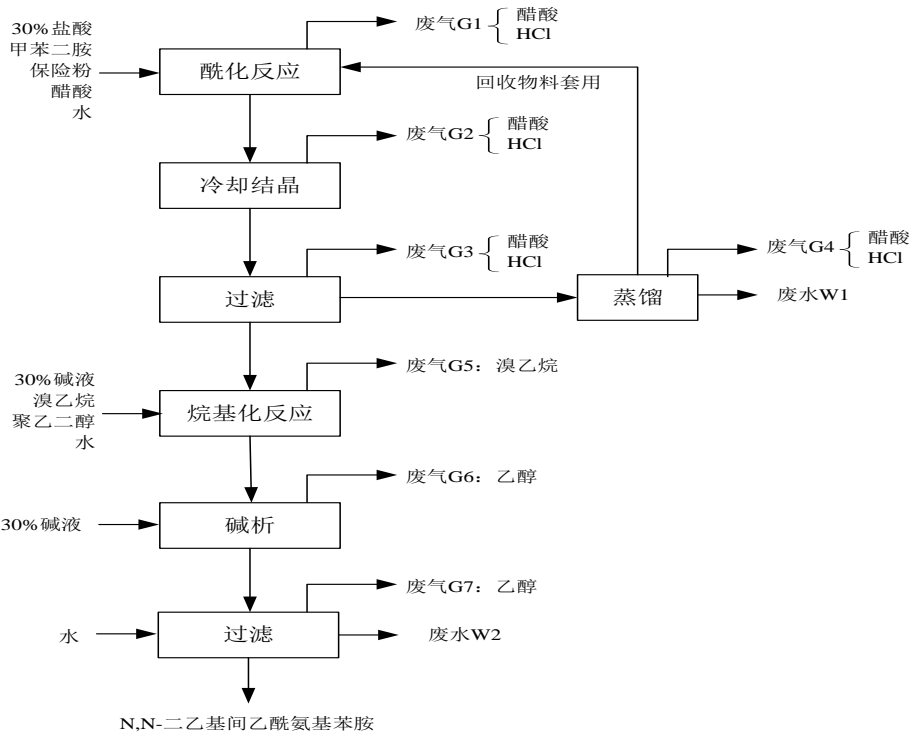 30%盐酸
甲苯二胺
保险粉
醋酸
水
酰化反应
废气G1
醋酸
HCl
回收物料套用
废气G2
醋酸
HCl
冷却结晶
废气G3
醋酸
HCl
过滤
蒸馏
废气G4
醋酸
HCl
废水W1
30%碱液
溴乙烷
聚乙二醇
水
烷基化反应
废气G5：溴乙烷
废气G6：乙醇
30%碱液
碱析
废气G7：乙醇
水
过滤
废水W2
N,N-二乙基间乙酰氨基苯胺